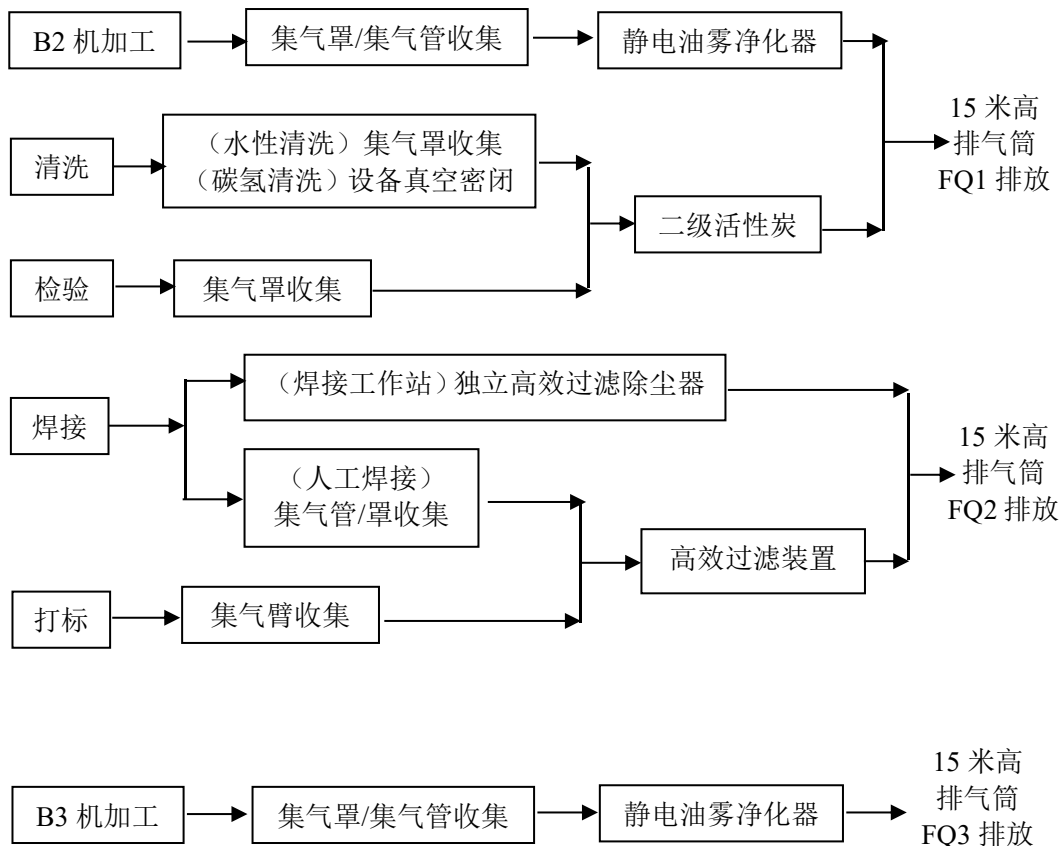 B2 机加工
集气罩/集气管收集
静电油雾净化器
15 米高
排气筒
FQ1 排放
清洗
（水性清洗）集气罩收集
（碳氢清洗）设备真空密闭
二级活性炭
检验
集气罩收集
焊接
（焊接工作站）独立高效过滤除尘器
（人工焊接）
集气管/罩收集
15 米高
排气筒
FQ2 排放
高效过滤装置
打标
集气臂收集
B3 机加工
集气罩/集气管收集
静电油雾净化器
15 米高
排气筒
FQ3 排放